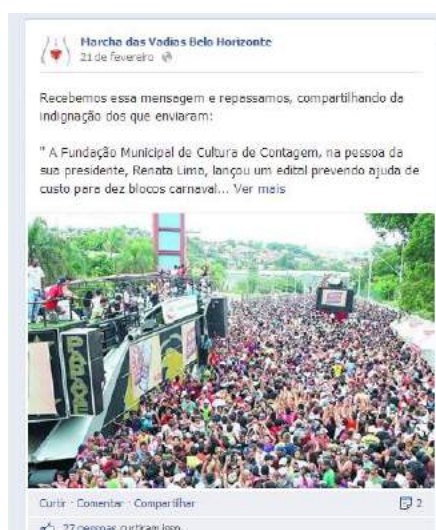 Marcha das Vadias Belo Horizonte
21 de fevereiro
Recebemos essa mensagem e repassamos, compartilhando da
indignação dos que enviaram:
" A Fundação Municipal de Cultura de Contagem, na pessoa da
sua presidente, Renata Lima, lançou um edital prevendo ajuda de
custo para dez blocos carnaval... Ver mais
Curtir · Comentar · Compartilhar
2
27 pessoas curtiram isso.